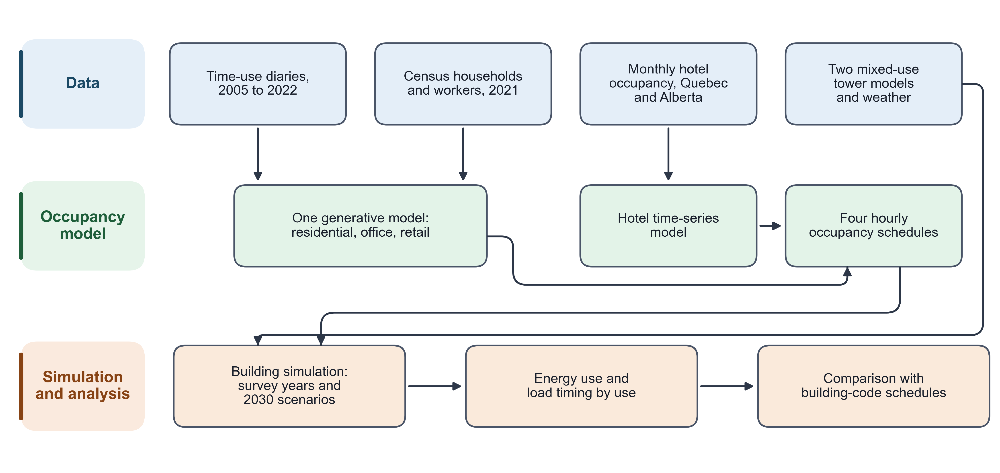 Data
Time-use diaries,
2005 to 2022
Census households
and workers, 2021
Monthly hotel
occupancy, Quebec
and Alberta
Two mixed-use
tower models
and weather
Occupancy
model
One generative model:
residential, office, retail
Hotel time-series
model
Four hourly
occupancy schedules
Simulation
and analysis
Building simulation:
survey years and
2030 scenarios
Energy use and
load timing by use
Comparison with
building-code schedules